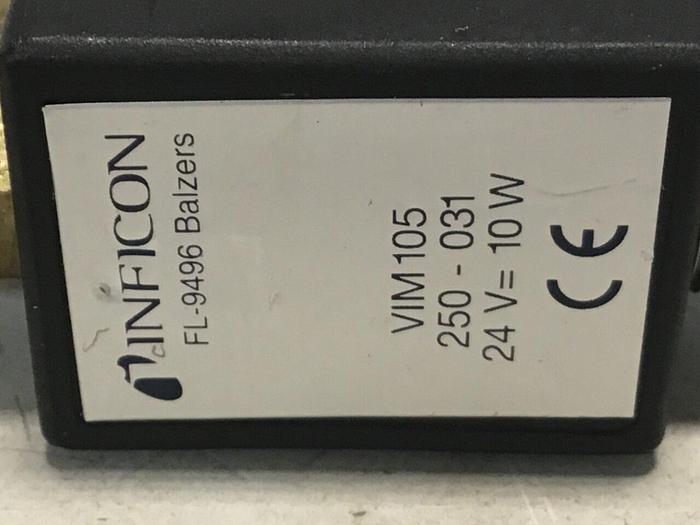 INFICON
FL-9496 Balzers
VIM105
250 - 031
24 V= 10 W
CE